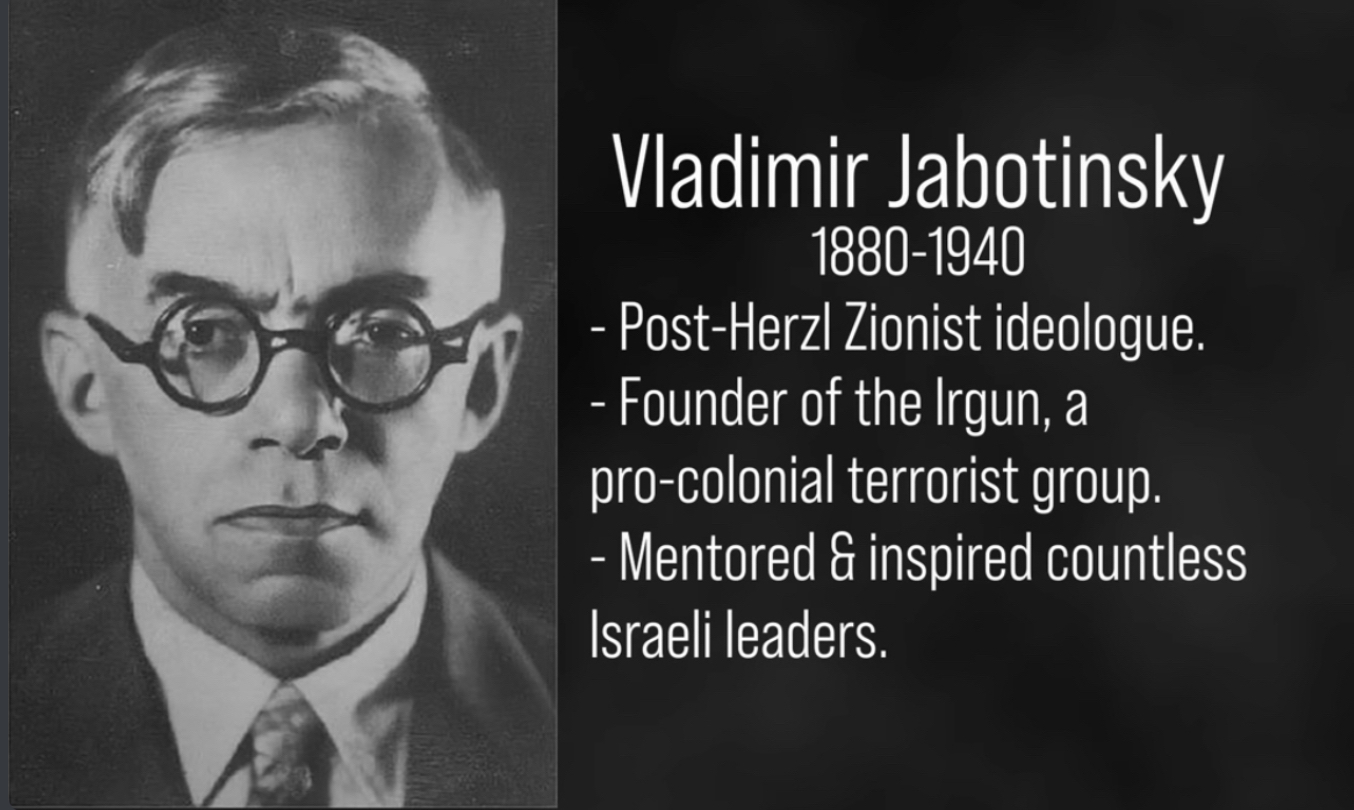 Vladimir Jabotinsky
1880-1940
- Post-Herzl Zionist ideologue.
- Founder of the Irgun, a
pro-colonial terrorist group.
- Mentored & inspired countless
Israeli leaders.